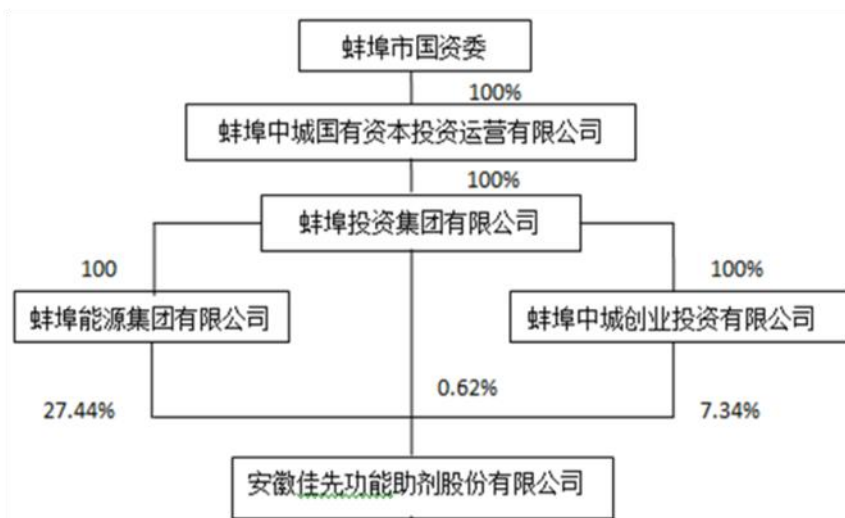 蚌埠市国资委
100%
蚌埠中城国有资本投资运营有限公司
100%
蚌埠投资集团有限公司
100
100%
蚌埠能源集团有限公司
蚌埠中城创业投资有限公司
27.44%
0.62%
7.34%
安徽佳先功能助剂股份有限公司